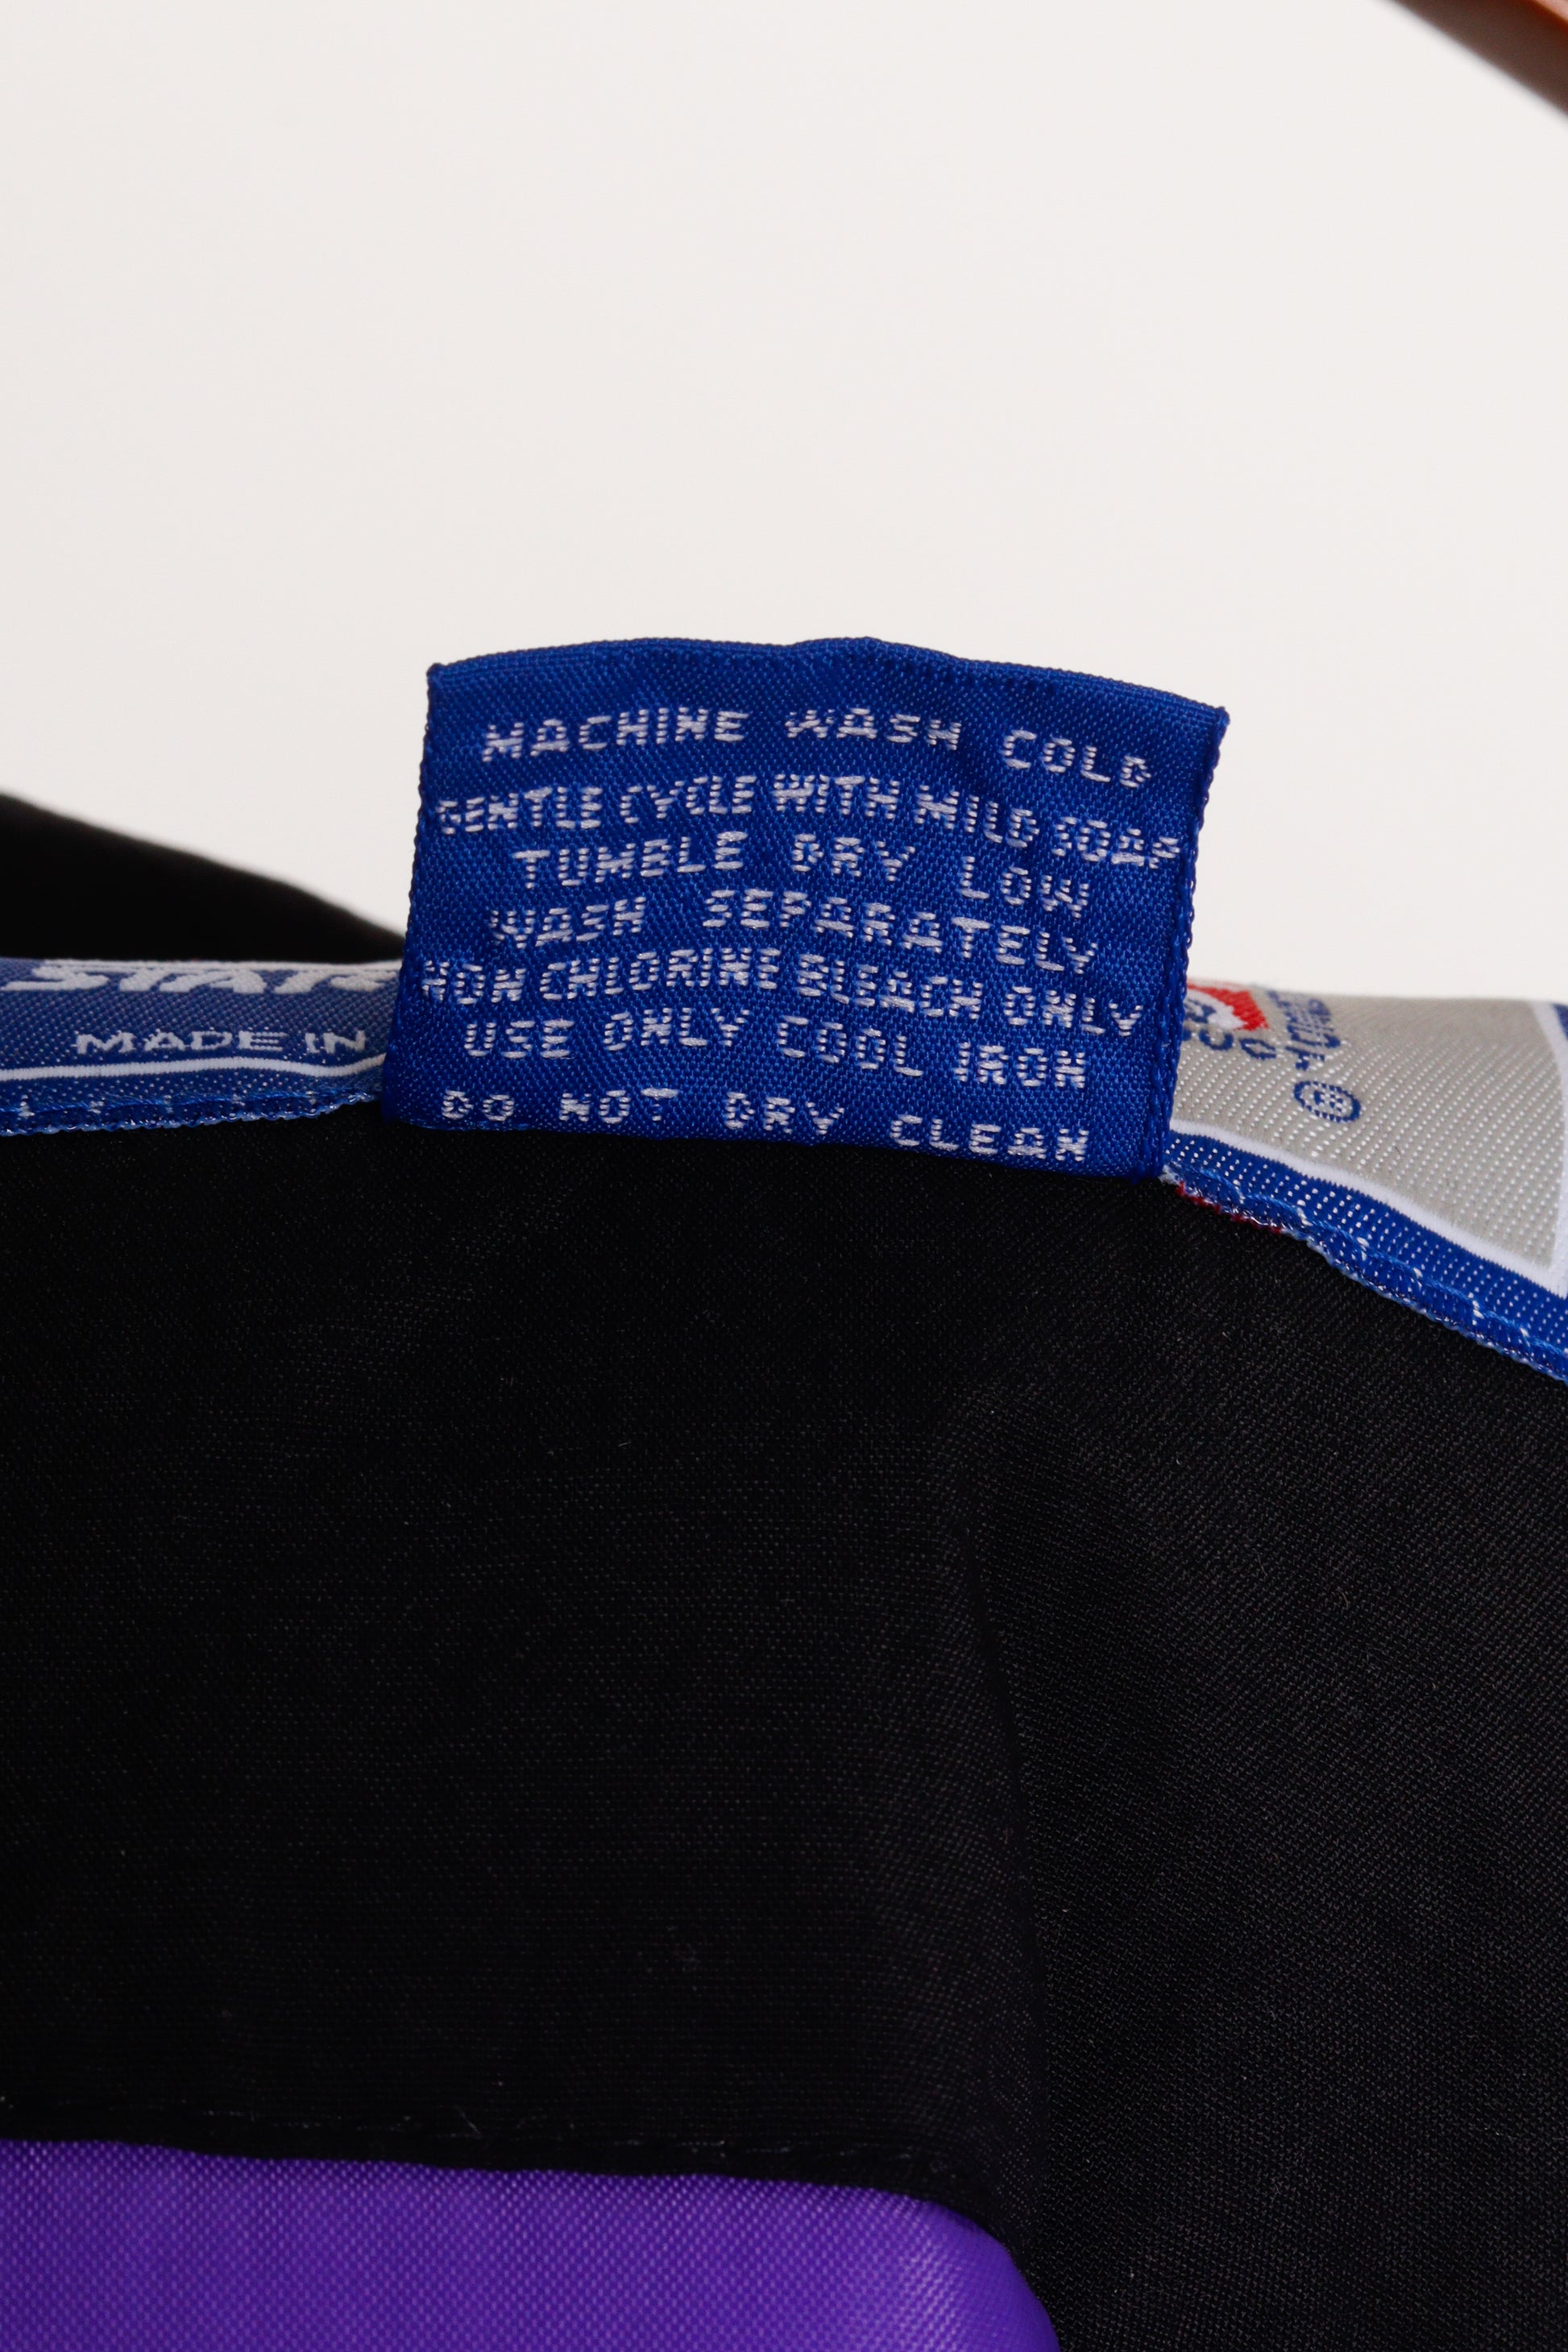 MACHINE WASH COLD
GENTLE CYCLE WITH MILD SOAP
TUMBLE DRY LOW
WASH SEPARATELY
NON CHLORINE BLEACH ONLY
USE ONLY COOL IRON
DO NOT DRY CLEAN
MADE IN
®